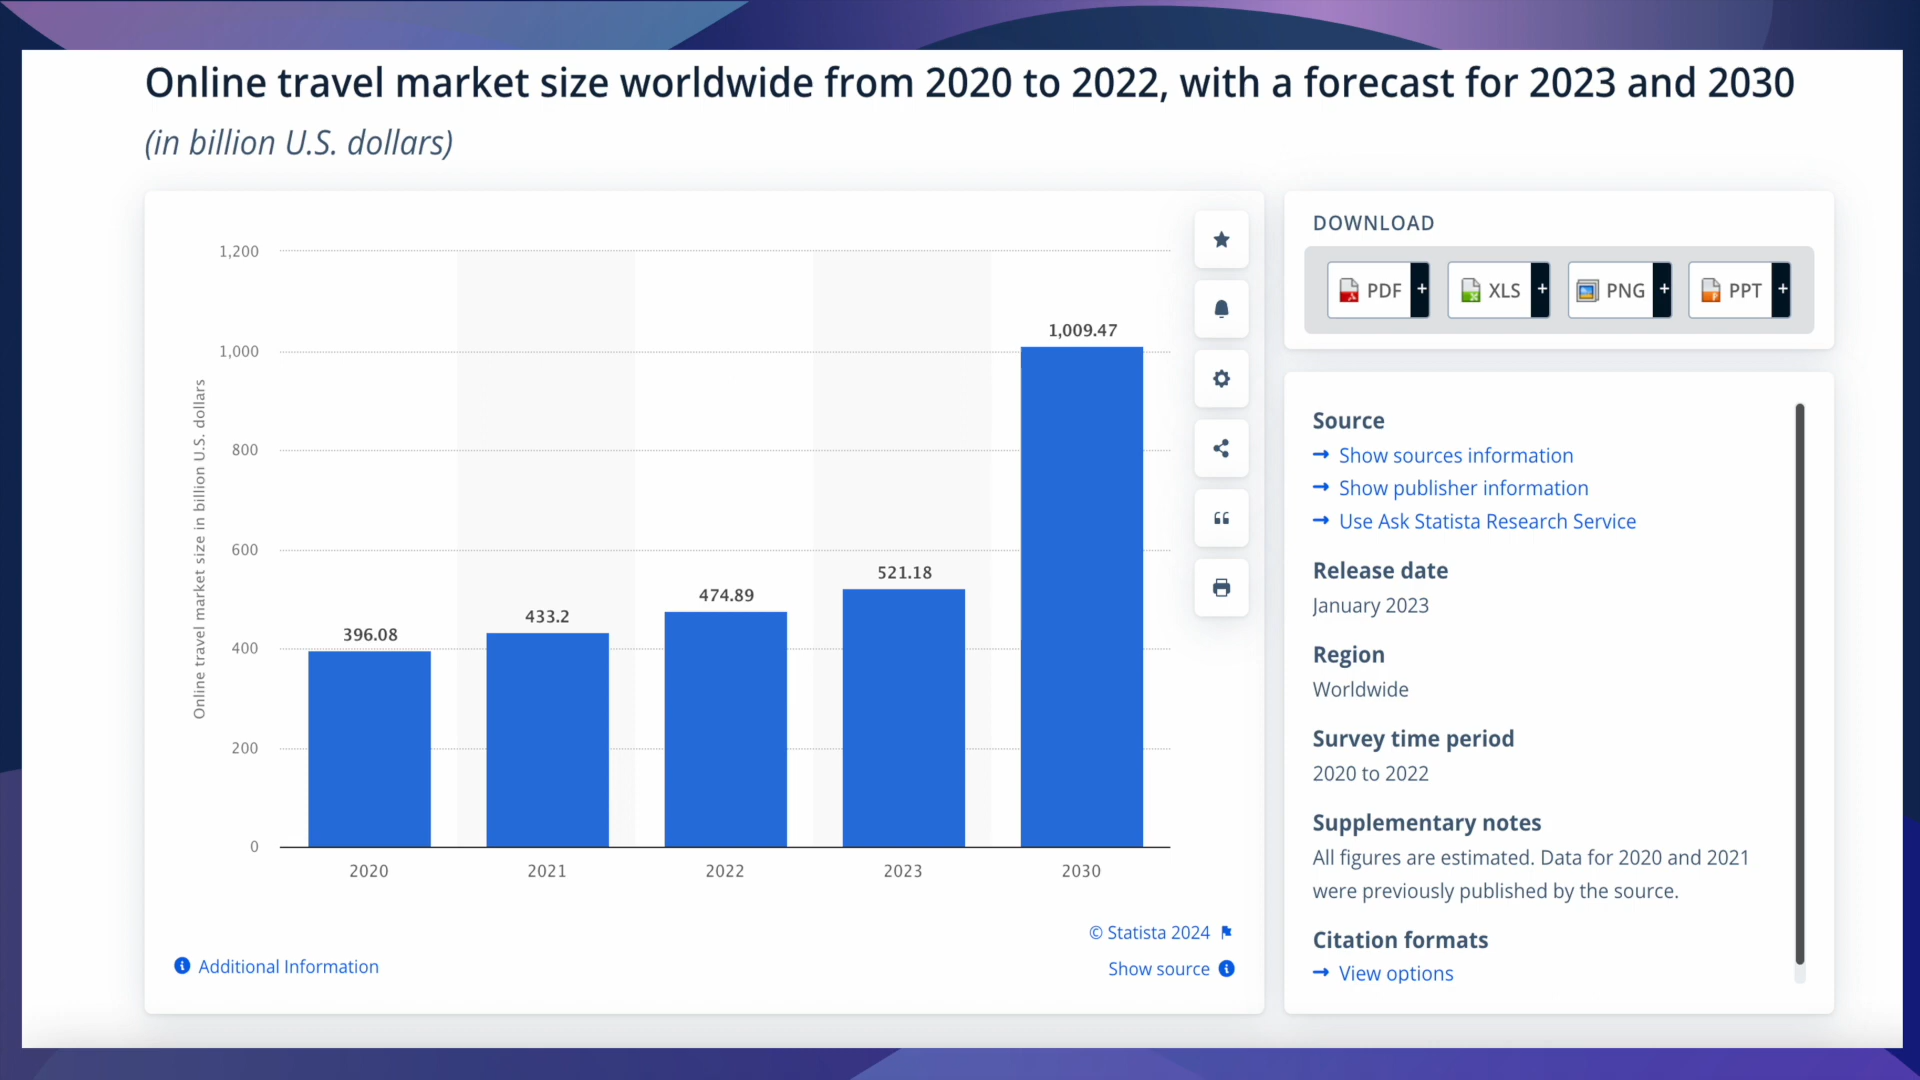 Online travel market size worldwide from 2020 to 2022, with a forecast for 2023 and 2030
(in billion U.S. dollars)
Online travel market size in billion U.S. dollars
1,200
1,000
800
600
400
200
0
396.08
433.2
474.89
521.18
1,009.47
2020
2021
2022
2023
2030
© Statista 2024
Additional Information
Show source
DOWNLOAD
PDF +
XLS +
PNG +
PPT +
Source
→ Show sources information
→ Show publisher information
→ Use Ask Statista Research Service
Release date
January 2023
Region
Worldwide
Survey time period
2020 to 2022
Supplementary notes
All figures are estimated. Data for 2020 and 2021
were previously published by the source.
Citation formats
→ View options